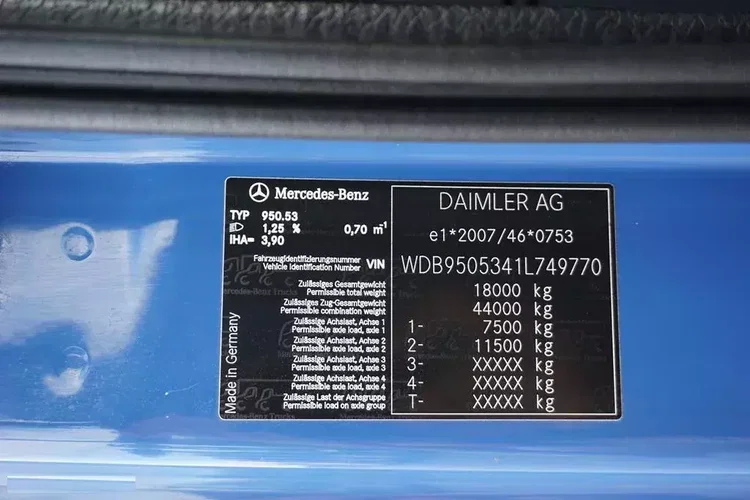 Mercedes-Benz
TYP 950.53
1,25 % 0,70 m⁻¹
IHA= 3,90
Fahrzeugidentifizierungsnummer
Vehicle Identification Number VIN
Zulässiges Gesamtgewicht
Permissible total weight
Zulässiges Zug-Gesamtgewicht
Permissible combination weight
Zulässige Achslast, Achse 1
Permissible axle load, axle 1
Zulässige Achslast, Achse 2
Permissible axle load, axle 2
Zulässige Achslast, Achse 3
Permissible axle load, axle 3
Zulässige Achslast, Achse 4
Permissible axle load, axle 4
Zulässige Last der Achsgruppe
Permissible load on axle group
Made in Germany
Mercedes-Benz Trucks
DAIMLER AG
e1*2007/46*0753
WDB9505341L749770
18000 kg
44000 kg
1- 7500 kg
2- 11500 kg
3- XXXXX kg
4- XXXXX kg
T- XXXXX kg